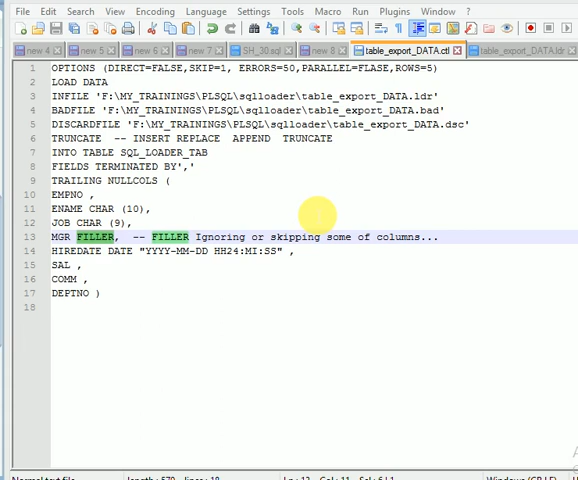 File Edit Search View Encoding Language Settings Tools Macro Run Plugins Window ?
new 4 new 5 new 6 new 7 SH_30.sql new 8 table_export_DATA.ctl table_export_DATA.ldr
1 OPTIONS (DIRECT=FALSE,SKIP=1, ERRORS=50,PARALLEL=FLASE,ROWS=5)
2 LOAD DATA
3 INFILE 'F:\MY_TRAININGS\PLSQL\sqlloader\table_export_DATA.ldr'
4 BADFILE 'F:\MY_TRAININGS\PLSQL\sqlloader\table_export_DATA.bad'
5 DISCARDFILE 'F:\MY_TRAININGS\PLSQL\sqlloader\table_export_DATA.dsc'
6 TRUNCATE -- INSERT REPLACE APPEND TRUNCATE
7 INTO TABLE SQL_LOADER_TAB
8 FIELDS TERMINATED BY','
9 TRAILING NULLCOLS (
10 EMPNO ,
11 ENAME CHAR (10),
12 JOB CHAR (9),
13 MGR FILLER, -- FILLER Ignoring or skipping some of columns...
14 HIREDATE DATE "YYYY-MM-DD HH24:MI:SS" ,
15 SAL ,
16 COMM ,
17 DEPTNO )
18